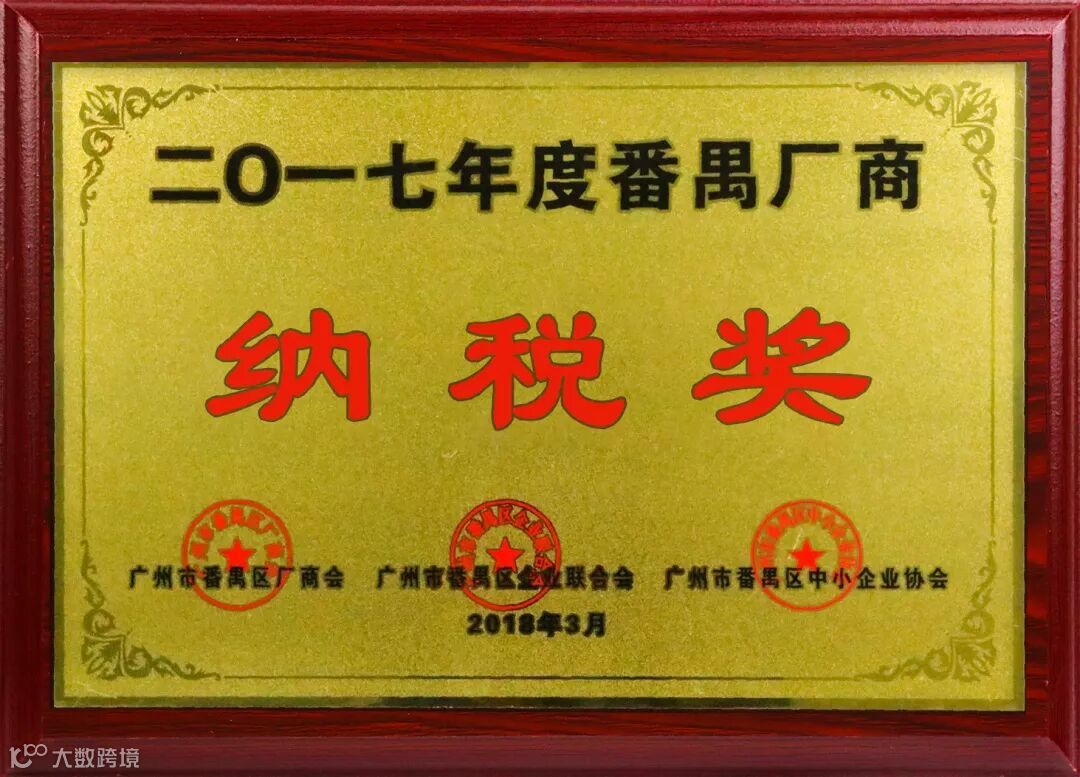 二〇一七年度番禺厂商
纳税奖
广州市番禺区厂商会 广州市番禺区企业联合会 广州市番禺区中小企业协会
2018年3月
大数跨境